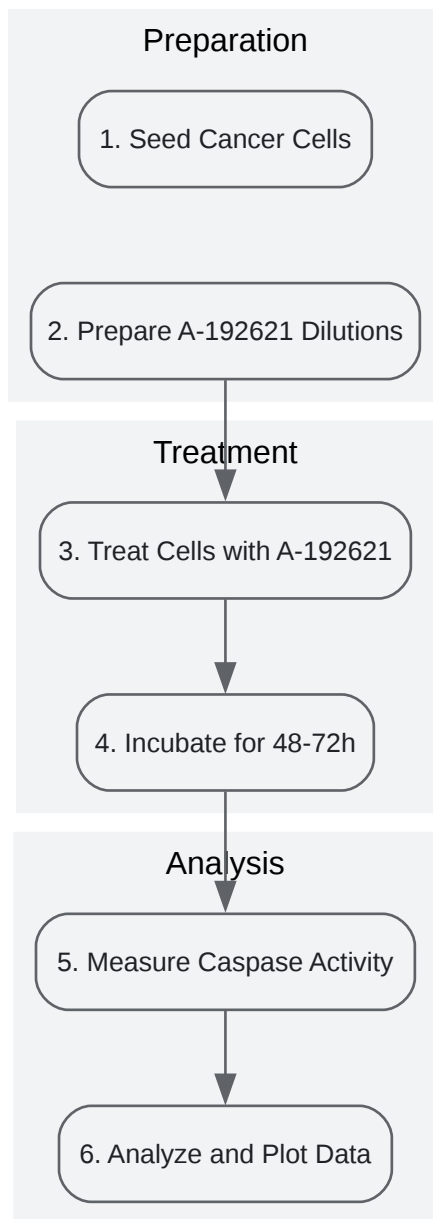 Preparation
1. Seed Cancer Cells
2. Prepare A-192621 Dilutions
Treatment
3. Treat Cells with A-192621
4. Incubate for 48-72h
Analysis
5. Measure Caspase Activity
6. Analyze and Plot Data